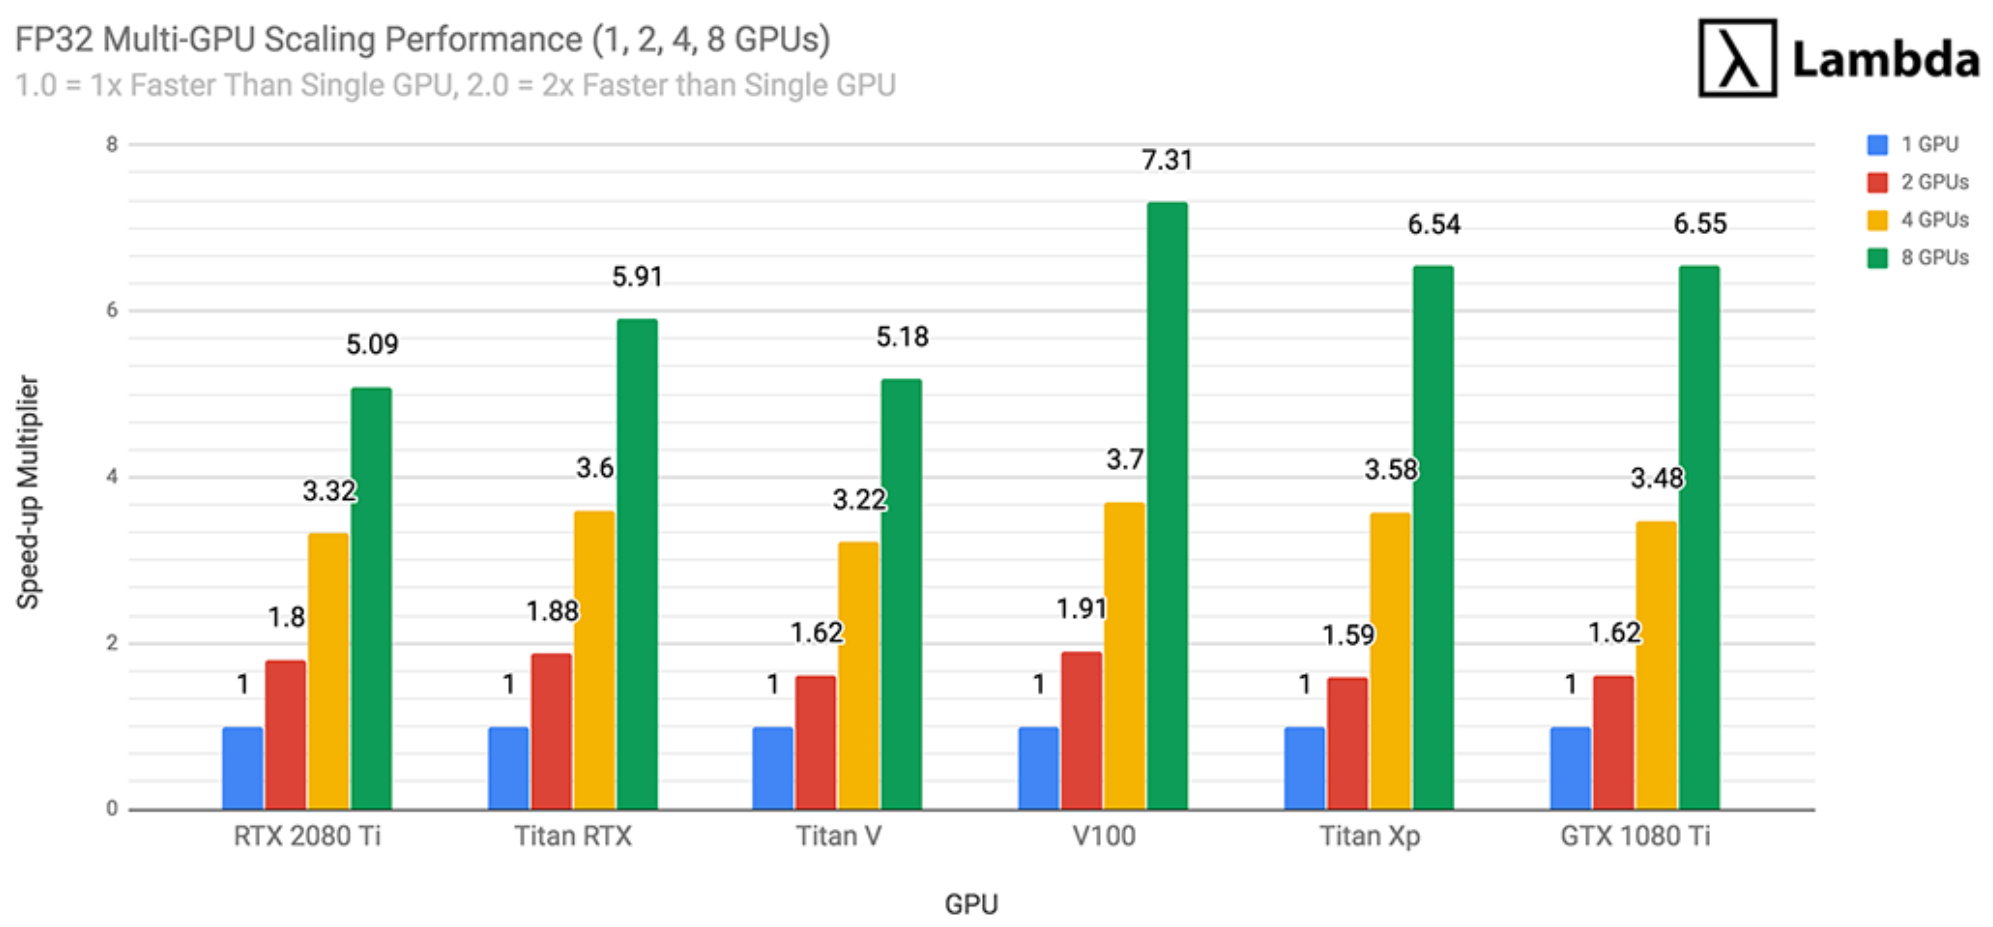 FP32 Multi-GPU Scaling Performance (1, 2, 4, 8 GPUs)
1.0 = 1x Faster Than Single GPU, 2.0 = 2x Faster than Single GPU
λ Lambda
1 GPU
2 GPUs
4 GPUs
8 GPUs
Speed-up Multiplier
8
6
4
2
0
1
1.8
3.32
5.09
1
1.88
3.6
5.91
1
1.62
3.22
5.18
1
1.91
3.7
7.31
1
1.59
3.58
6.54
1
1.62
3.48
6.55
RTX 2080 Ti
Titan RTX
Titan V
V100
Titan Xp
GTX 1080 Ti
GPU